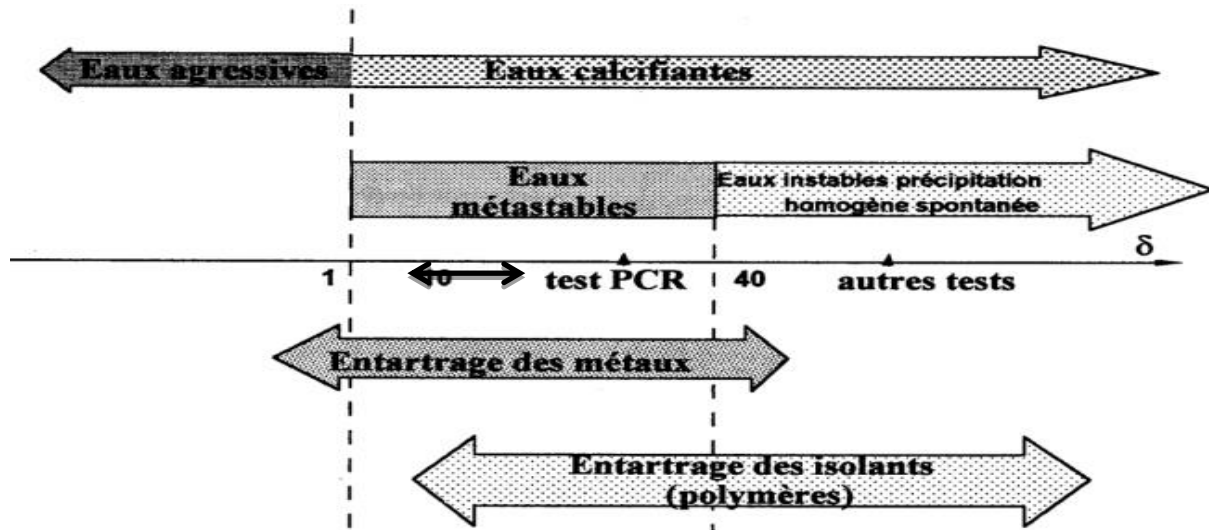 Eaux agressives Eaux calcifiantes
Eaux
métastables
Eaux instables précipitation
homogène spontanée
δ
1 10 test PCR 40 autres tests
Entartrage des métaux
Entartrage des isolants
(polymères)